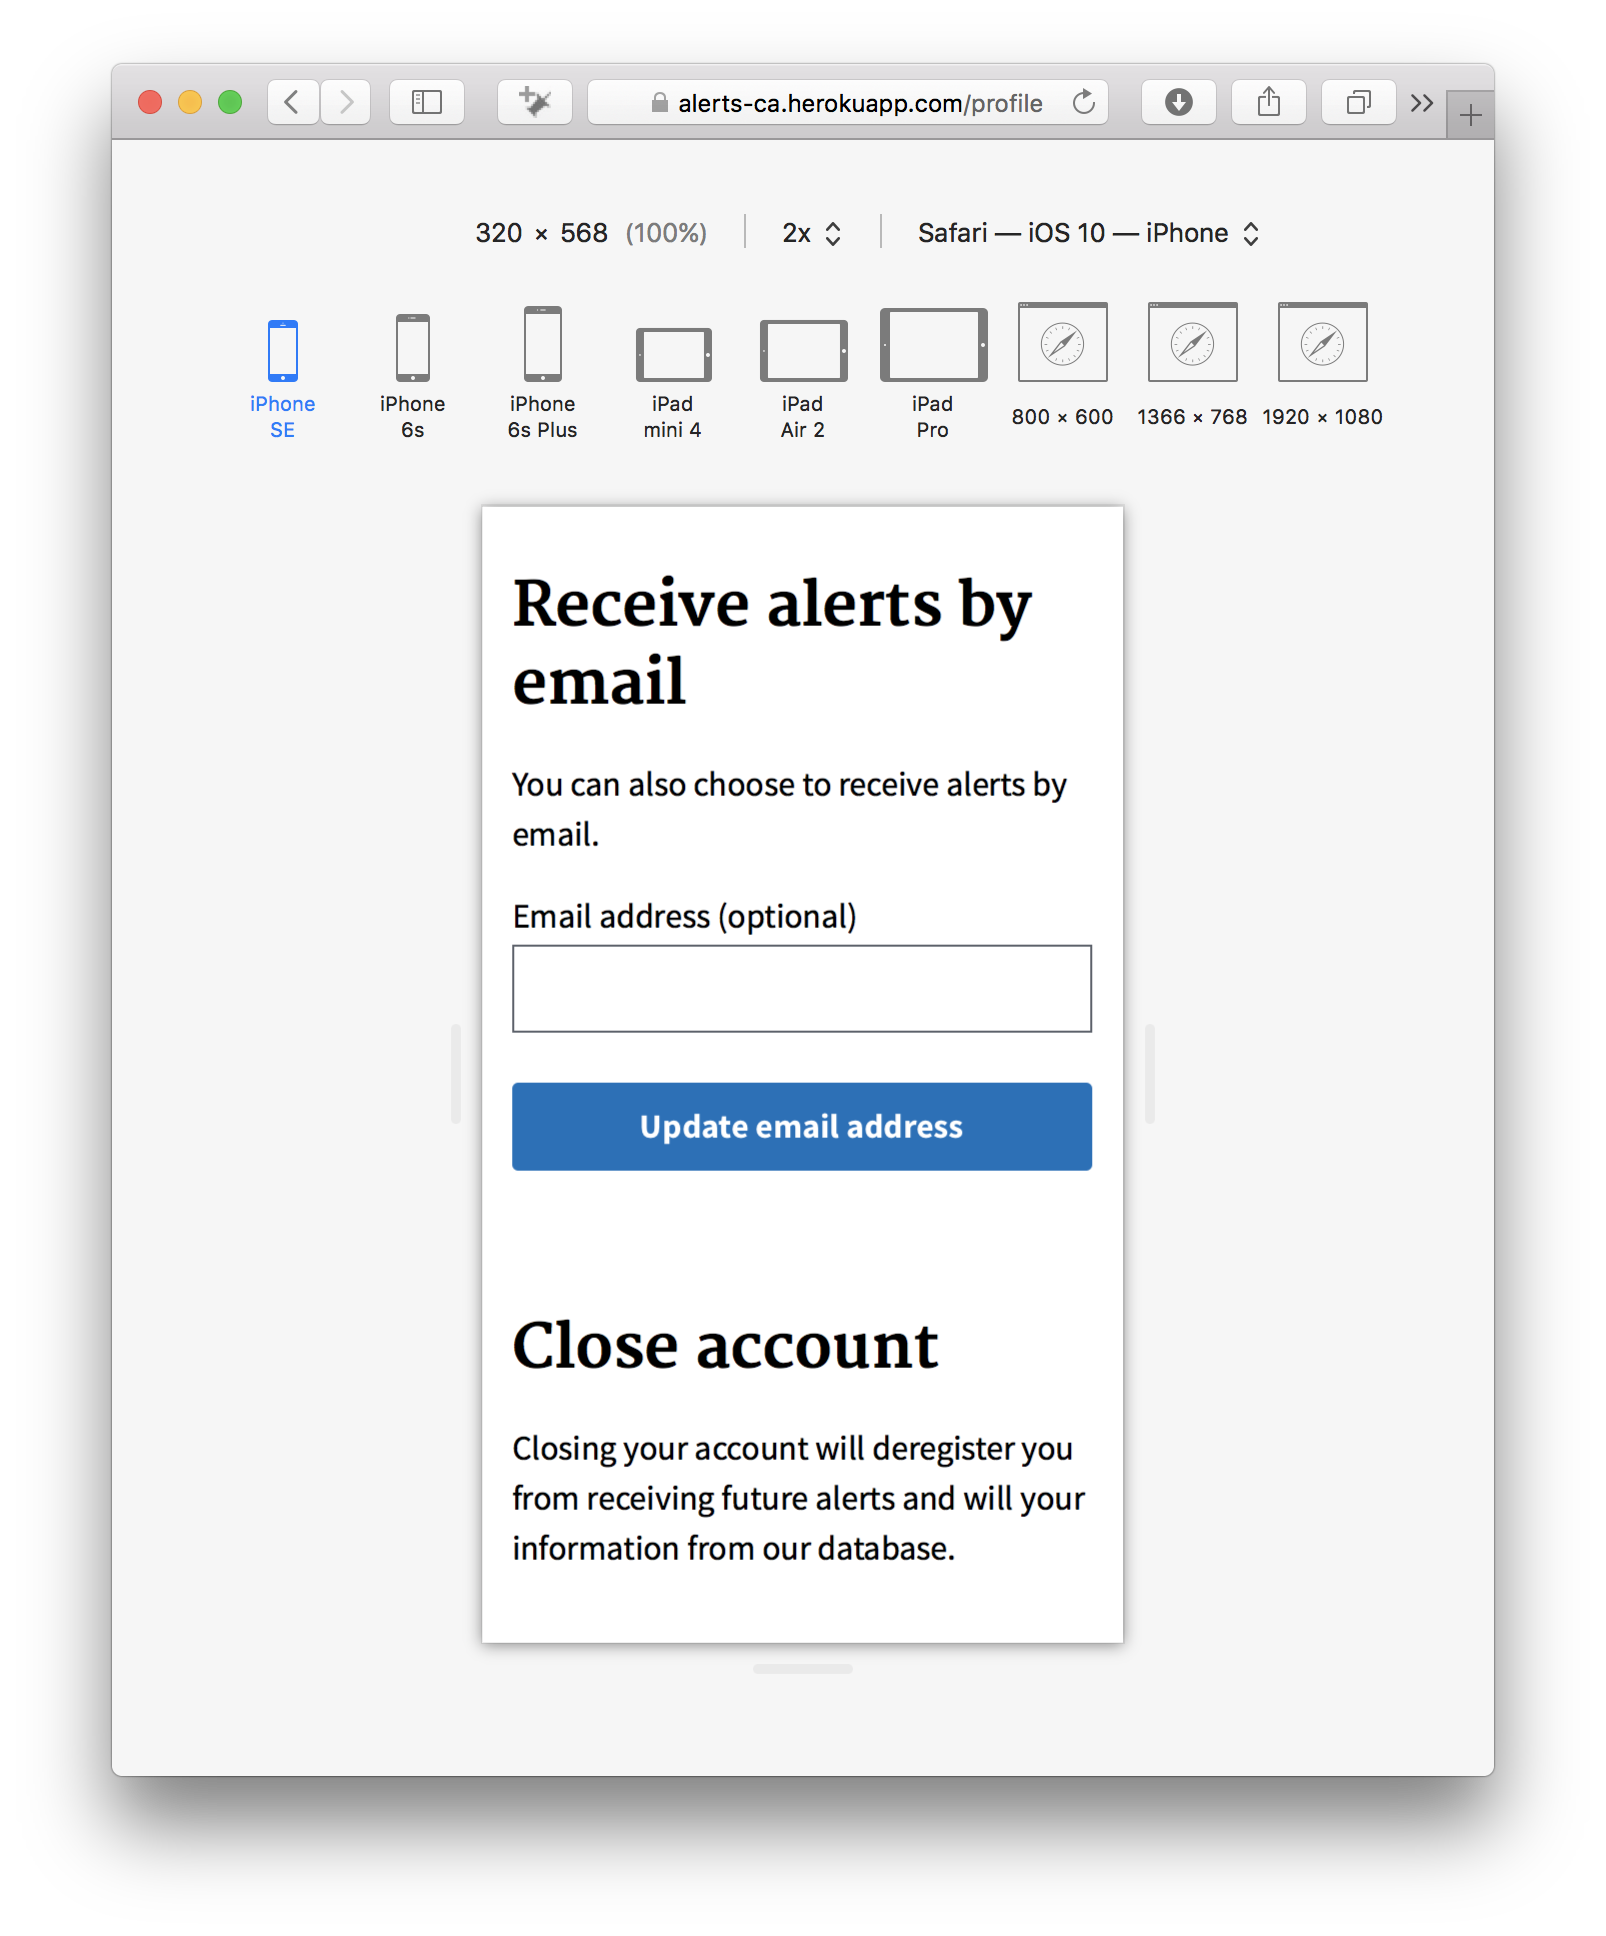 alerts-ca.herokuapp.com/profile
320 × 568 (100%) 2x Safari — iOS 10 — iPhone
iPhone SE
iPhone 6s
iPhone 6s Plus
iPad mini 4
iPad Air 2
iPad Pro
800 × 600
1366 × 768
1920 × 1080
Receive alerts by
email
You can also choose to receive alerts by
email.
Email address (optional)
Update email address
Close account
Closing your account will deregister you
from receiving future alerts and will your
information from our database.